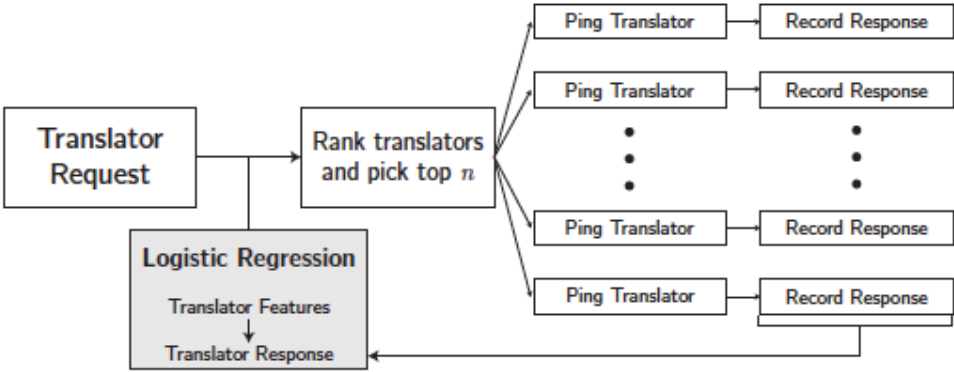 Translator
Request
Rank translators
and pick top n
Ping Translator
Record Response
Ping Translator
Record Response
Ping Translator
Record Response
Ping Translator
Record Response
Logistic Regression
Translator Features
Translator Response